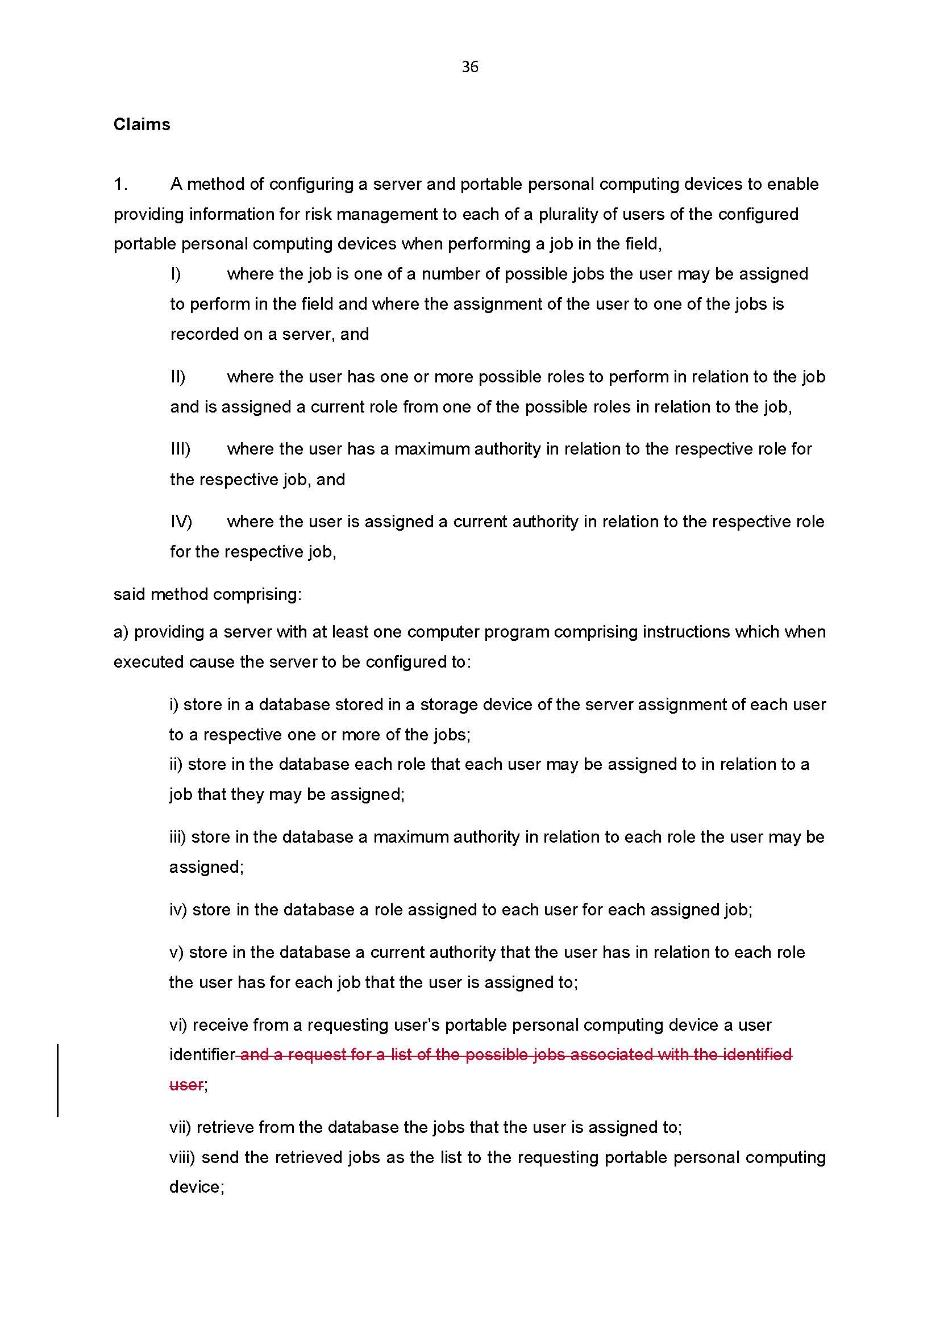 36
Claims
1. A method of configuring a server and portable personal computing devices to enable
providing information for risk management to each of a plurality of users of the configured
portable personal computing devices when performing a job in the field,
I) where the job is one of a number of possible jobs the user may be assigned
to perform in the field and where the assignment of the user to one of the jobs is
recorded on a server, and
II) where the user has one or more possible roles to perform in relation to the job
and is assigned a current role from one of the possible roles in relation to the job,
III) where the user has a maximum authority in relation to the respective role for
the respective job, and
IV) where the user is assigned a current authority in relation to the respective role
for the respective job,
said method comprising:
a) providing a server with at least one computer program comprising instructions which when
executed cause the server to be configured to:
i) store in a database stored in a storage device of the server assignment of each user
to a respective one or more of the jobs;
ii) store in the database each role that each user may be assigned to in relation to a
job that they may be assigned;
iii) store in the database a maximum authority in relation to each role the user may be
assigned;
iv) store in the database a role assigned to each user for each assigned job;
v) store in the database a current authority that the user has in relation to each role
the user has for each job that the user is assigned to;
vi) receive from a requesting user's portable personal computing device a user
identifier and a request for a list of the possible jobs associated with the identified
user;
vii) retrieve from the database the jobs that the user is assigned to;
viii) send the retrieved jobs as the list to the requesting portable personal computing
device;